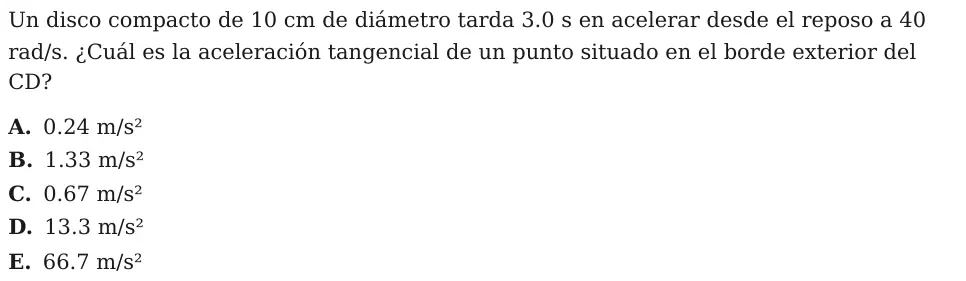 Un disco compacto de 10 cm de diámetro tarda 3.0 s en acelerar desde el reposo a 40
rad/s. ¿Cuál es la aceleración tangencial de un punto situado en el borde exterior del
CD?
A. 0.24 m/s²
B. 1.33 m/s²
C. 0.67 m/s²
D. 13.3 m/s²
E. 66.7 m/s²